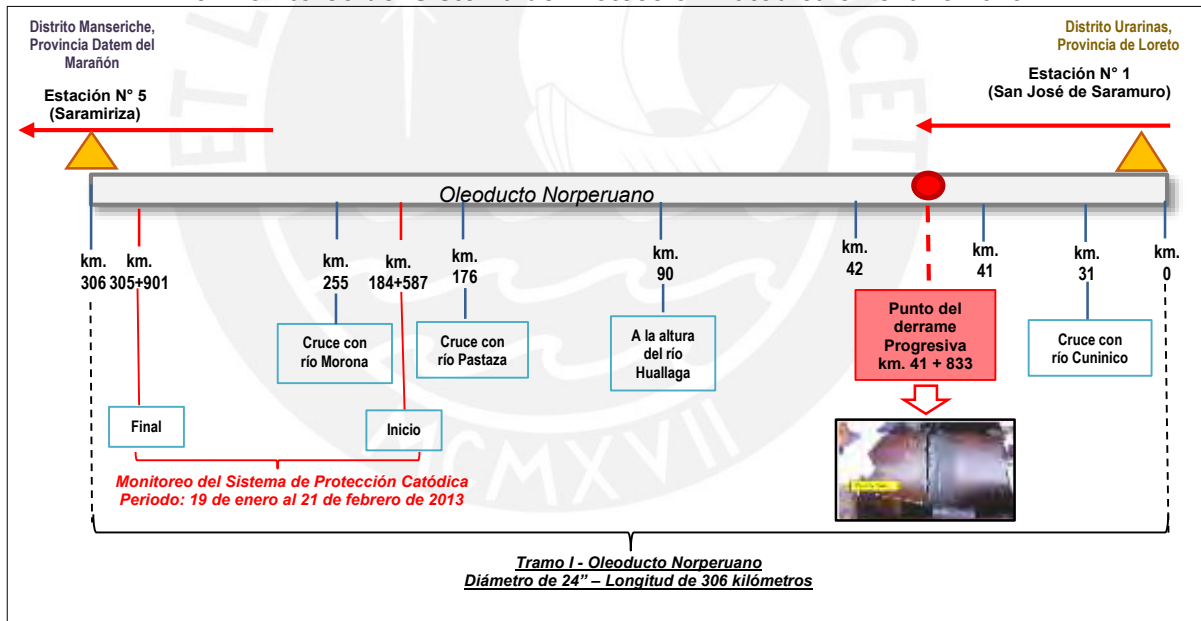 Distrito Manseriche,
Provincia Datem del
Marañón
Estación N° 5
(Saramiriza)
Distrito Urarinas,
Provincia de Loreto
Estación N° 1
(San José de Saramuro)
Oleoducto Norperuano
km.
306
km.
305+901
km.
255
km.
184+587
km.
176
km.
90
km.
42
km.
41
km.
31
km.
0
Cruce con
río Morona
Cruce con
río Pastaza
A la altura
del río
Huallaga
Punto del
derrame
Progresiva
km. 41 + 833
Cruce con
río Cuninico
Final
Inicio
Monitoreo del Sistema de Protección Catódica
Periodo: 19 de enero al 21 de febrero de 2013
Tramo I - Oleoducto Norperuano
Diámetro de 24” – Longitud de 306 kilómetros
MCMXVII